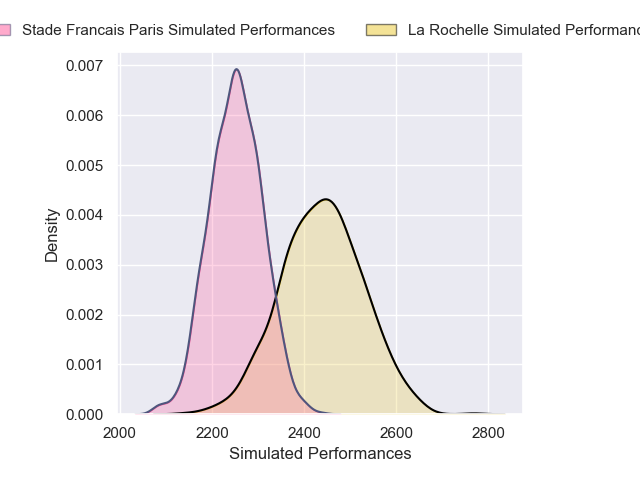 Stade Francais Paris Simulated Performances La Rochelle Simulated Performanc
0.007
0.006
0.005
0.004
0.003
0.002
0.001
0.000
Density
2000 2200 2400 2600 2800
Simulated Performances